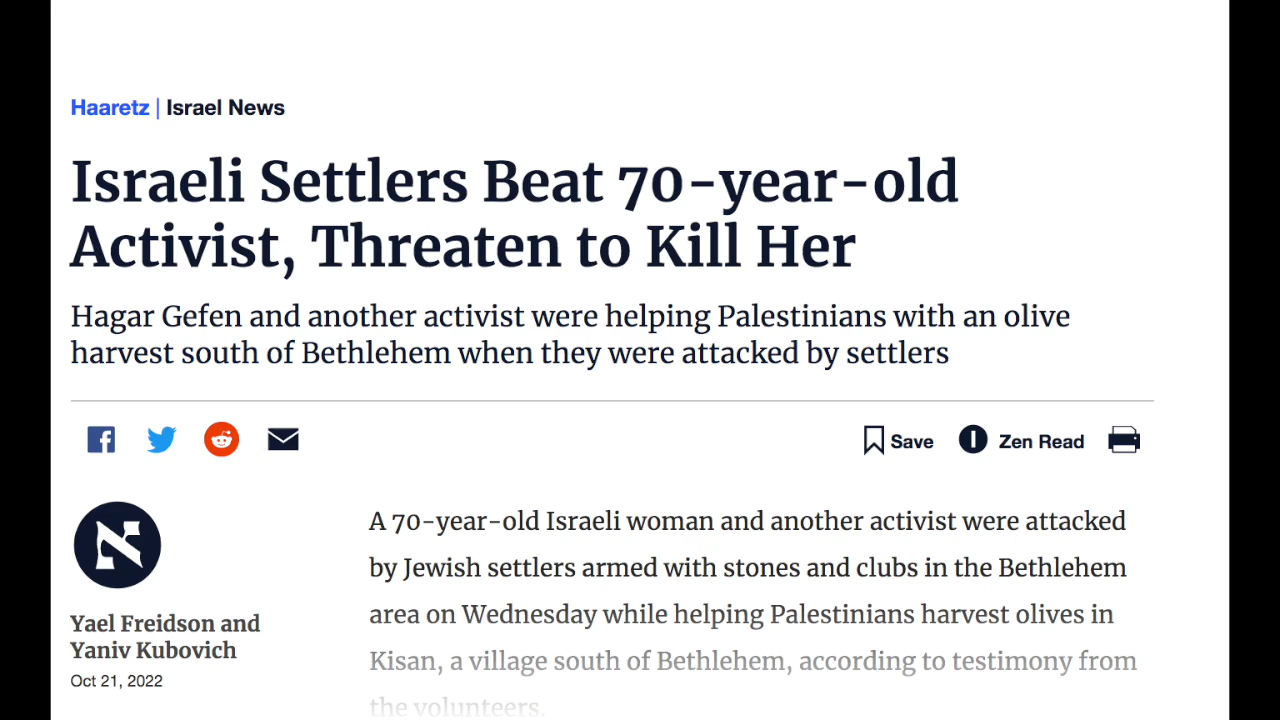 Haaretz | Israel News
Israeli Settlers Beat 70-year-old
Activist, Threaten to Kill Her
Hagar Gefen and another activist were helping Palestinians with an olive
harvest south of Bethlehem when they were attacked by settlers
Save
Zen Read
א
Yael Freidson and
Yaniv Kubovich
Oct 21, 2022
A 70-year-old Israeli woman and another activist were attacked
by Jewish settlers armed with stones and clubs in the Bethlehem
area on Wednesday while helping Palestinians harvest olives in
Kisan, a village south of Bethlehem, according to testimony from
the volunteers.